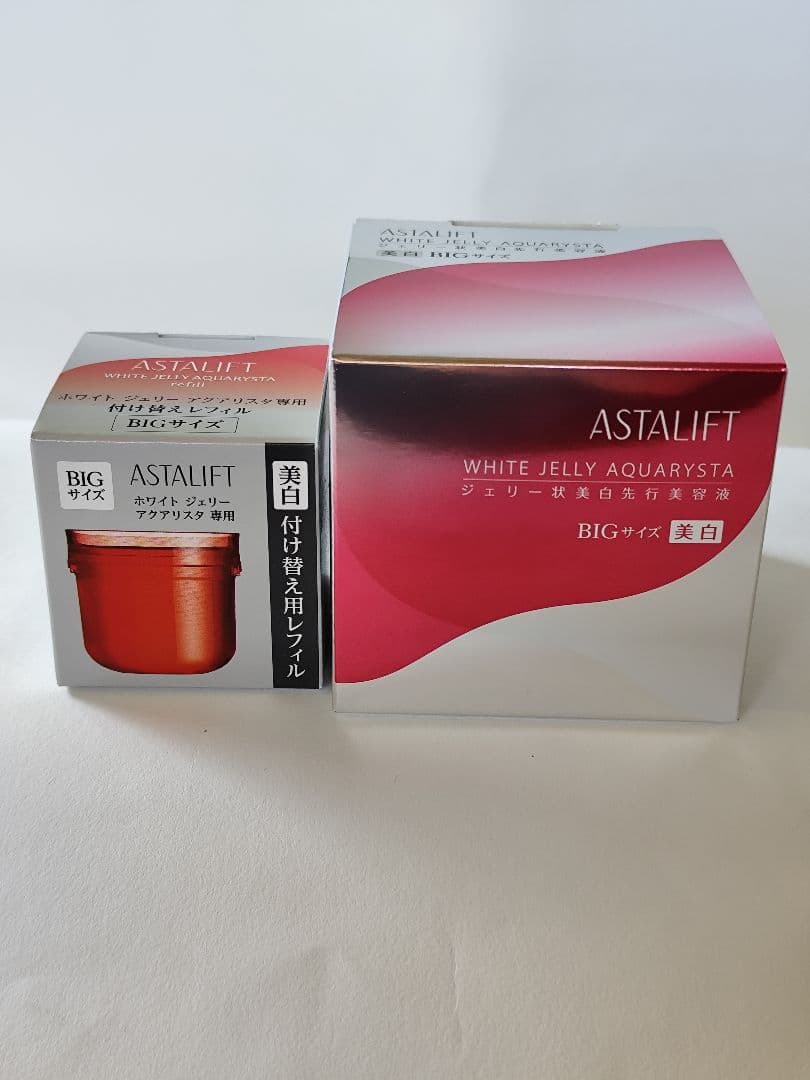 ASTALIFT
WHITE JELLY AQUARYSTA
refill
ホワイト ジェリー アクアリスタ専用
付け替えレフィル
BIGサイズ
BIG
サイズ
ASTALIFT
ホワイト ジェリー
アクアリスタ 専用
美白 付け替え用レフィル
ASTALIFT
WHITE JELLY AQUARYSTA
ジェリー状美白先行美容液
美白 BIGサイズ
ASTALIFT
WHITE JELLY AQUARYSTA
ジェリー状美白先行美容液
BIGサイズ 美白